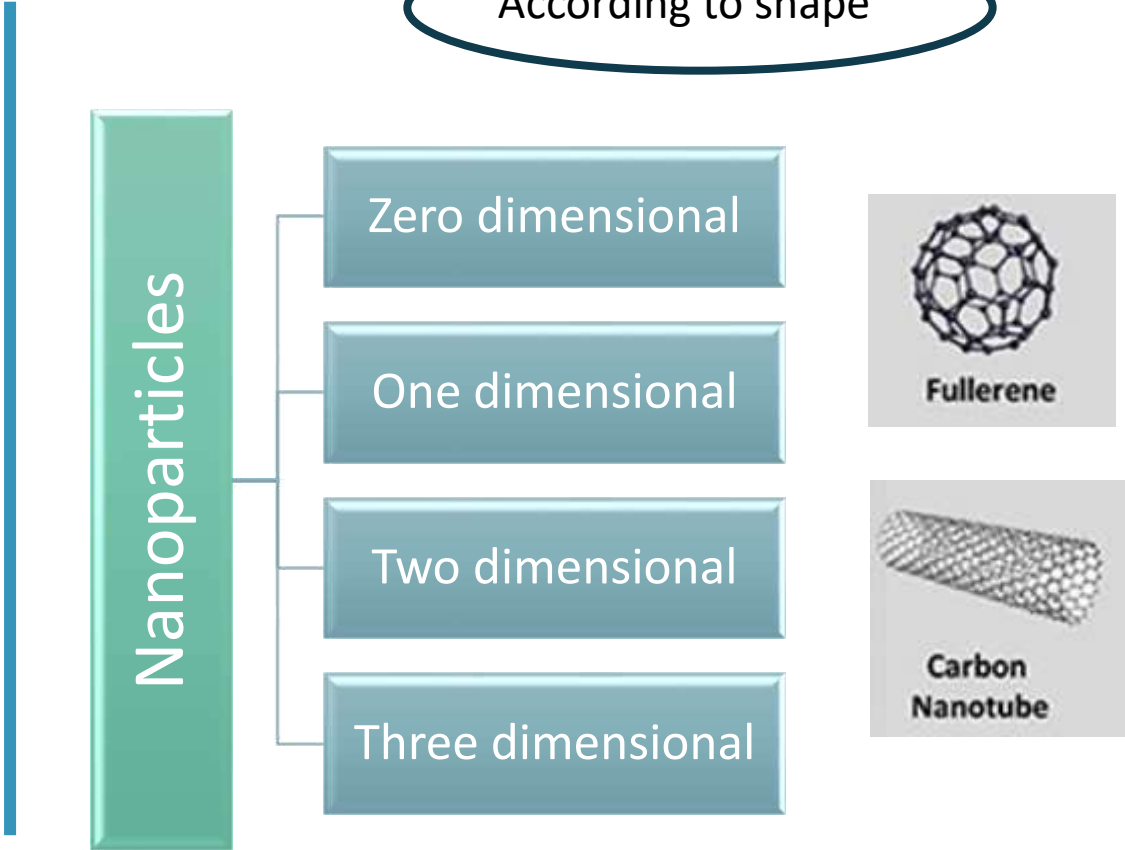 According to shape
Nanoparticles
Zero dimensional
One dimensional
Two dimensional
Three dimensional
Fullerene
Carbon
Nanotube